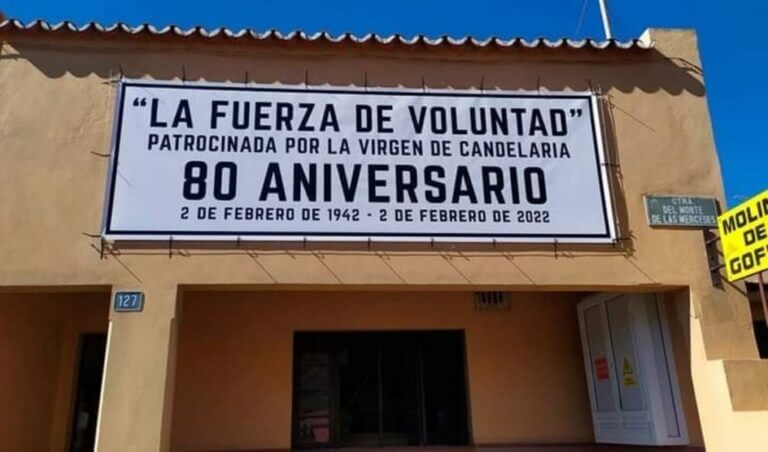 “LA FUERZA DE VOLUNTAD”
PATROCINADA POR LA VIRGEN DE CANDELARIA
80 ANIVERSARIO
2 DE FEBRERO DE 1942 - 2 DE FEBRERO DE 2022
CTRA.
DEL MONTE
DE LAS MERCEDES
MOLIN
DE
GOF
127